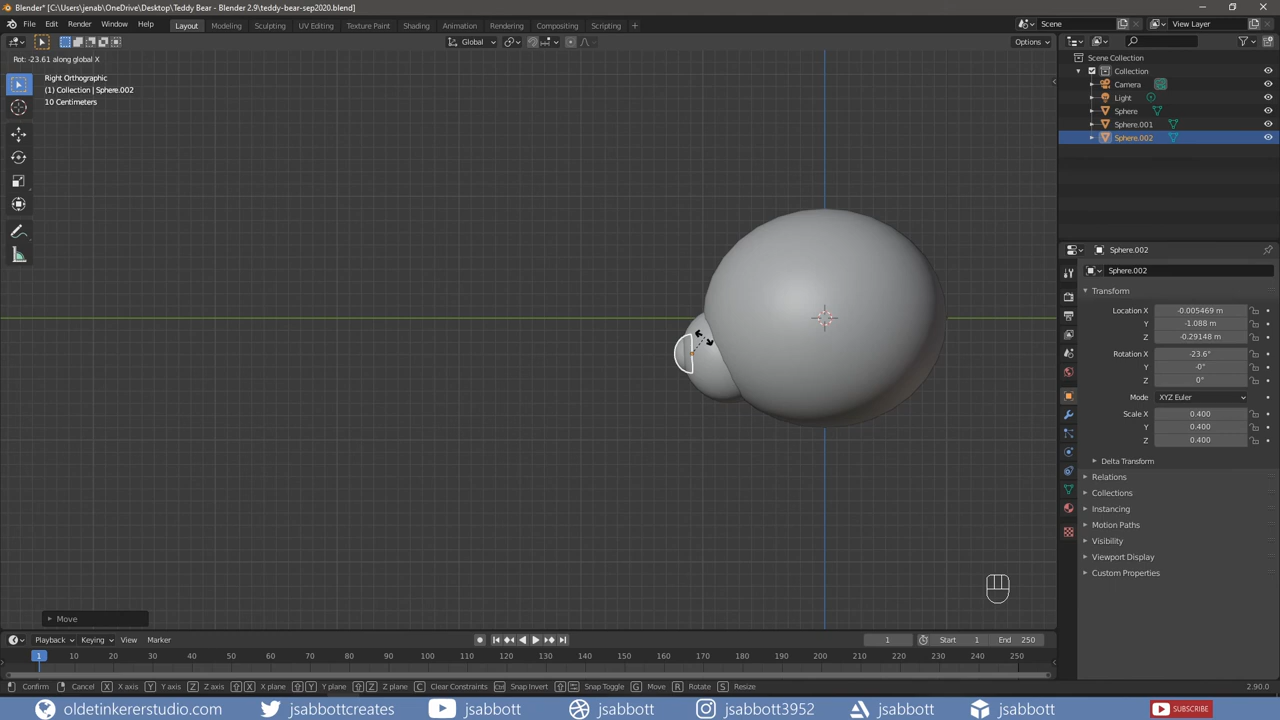 Blender* [C:\Users\jenab\OneDrive\Desktop\Teddy Bear - Blender 2.9\teddy-bear-sep2020.blend]
File Edit Render Window Help Layout Modeling Sculpting UV Editing Texture Paint Shading Animation Rendering Compositing Scripting + Scene View Layer
Global Options
Rot: -23.61 along global X
Right Orthographic
(1) Collection | Sphere.002
10 Centimeters
Move
Scene Collection
Collection
Camera
Light
Sphere
Sphere.001
Sphere.002
Sphere.002
Sphere.002
Transform
Location X -0.005469 m
Y -1.088 m
Z -0.29148 m
Rotation X -23.6°
Y -0°
Z 0°
Mode XYZ Euler
Scale X 0.400
Y 0.400
Z 0.400
Delta Transform
Relations
Collections
Instancing
Motion Paths
Visibility
Viewport Display
Custom Properties
Playback Keying View Marker 1 Start 1 End 250
1 10 20 30 40 50 60 70 80 90 100 110 120 130 140 150 160 170 180 190 200 210 220 230 240 250
Confirm Cancel X X axis Y Y axis Z Z axis X X plane Y Y plane Z Z plane C Clear Constraints Ctrl Snap Invert Snap Toggle G Move R Rotate S Resize 2.90.0
oldetinkererstudio.com jsabbottcreates jsabbott jsabbott jsabbott3952 jsabbott jsabbott SUBSCRIBE